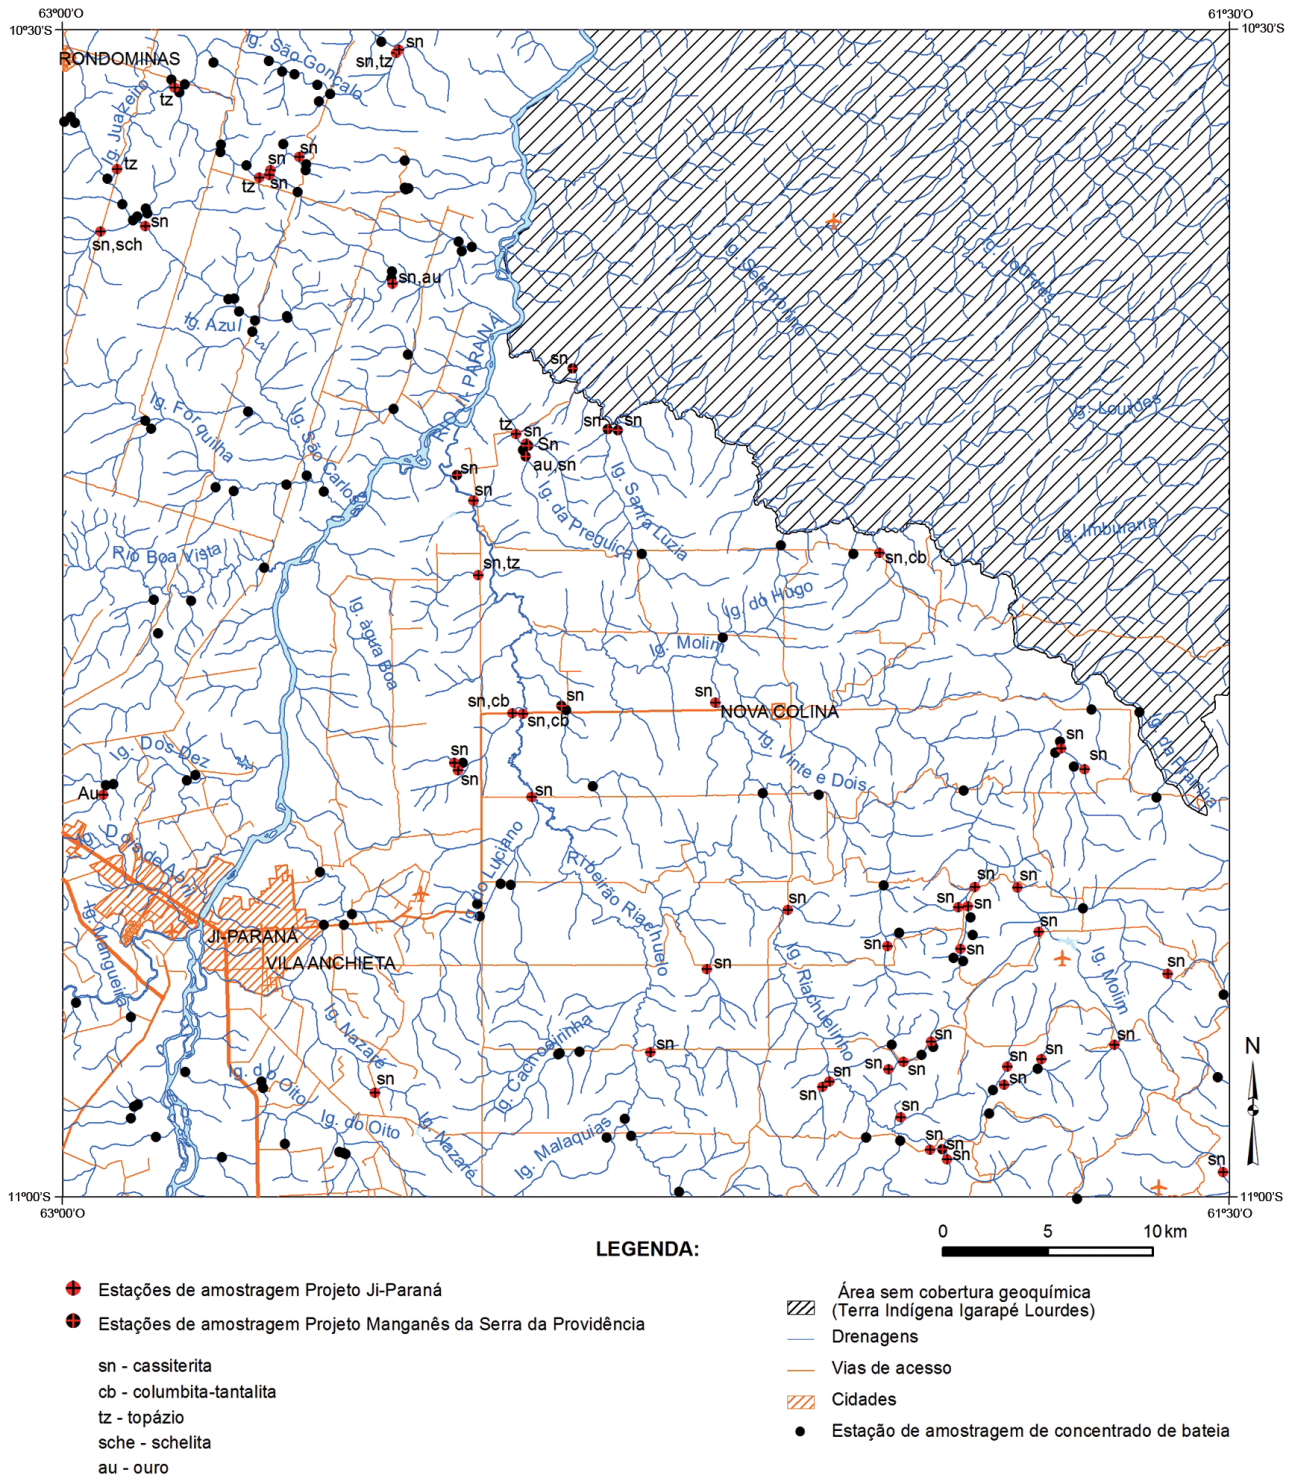 63º00'O
61º30'O
10º30'S
10º30'S
sn
sn,tz
Ig. São Gonçalo
RONDOMINAS
tz
Ig. Juazeiro
tz
sn
sn
sn
tz
sn
sn,sch
sn,au
Ig. Setembrinho
Ig. Lourdes
Ig. Azul
RIO JI-PARANÁ
sn
Ig. Forquilha
Ig. São Carlos
Ig. Lourdes
tz
sn
Sn
au,sn
sn
sn
sn
sn
Ig. da Preguiça
Ig. Santa Luzia
Ig. Imburana
Rio Boa Vista
sn,tz
sn,cb
Ig. água Boa
Ig. do Hugo
Ig. Molim
sn,cb
sn,cb
sn
sn
NOVA COLINA
Ig. Dos Dez
sn
sn
Ig. Vinte e Dois
sn
sn
Ig. da Prainha
Au
sn
Ig. Dois de Abril
Ig. do Luciano
Ribeirão Riachuelo
sn
sn
sn
sn
sn
sn
sn
sn
Ig. Mangueira
JI-PARANÁ
VILA ANCHIETA
sn
Ig. Riachuelinho
Ig. Molim
sn
Ig. Nazaré
Ig. Cachoeirinha
sn
sn
sn
sn
sn
sn
sn
sn
sn
sn
Ig. do Oito
sn
Ig. do Oito
Ig. Nazaré
Ig. Malaquias
sn
sn
sn
sn
sn
N
11º00'S
11º00'S
63º00'O
61º30'O
0 5 10 km
LEGENDA:
Estações de amostragem Projeto Ji-Paraná
Estações de amostragem Projeto Manganês da Serra da Providência
sn - cassiterita
cb - columbita-tantalita
tz - topázio
sche - schelita
au - ouro
Área sem cobertura geoquímica
(Terra Indígena Igarapé Lourdes)
Drenagens
Vias de acesso
Cidades
Estação de amostragem de concentrado de bateia